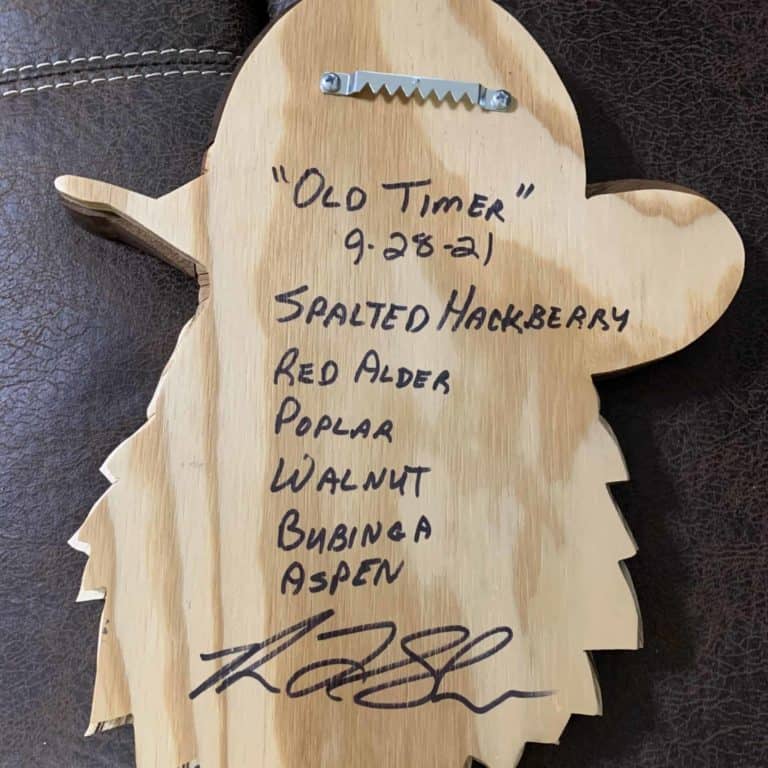 "OLD TIMER"
9-28-21
SPALTED HACKBERRY
RED ALDER
POPLAR
WALNUT
BUBINGA
ASPEN